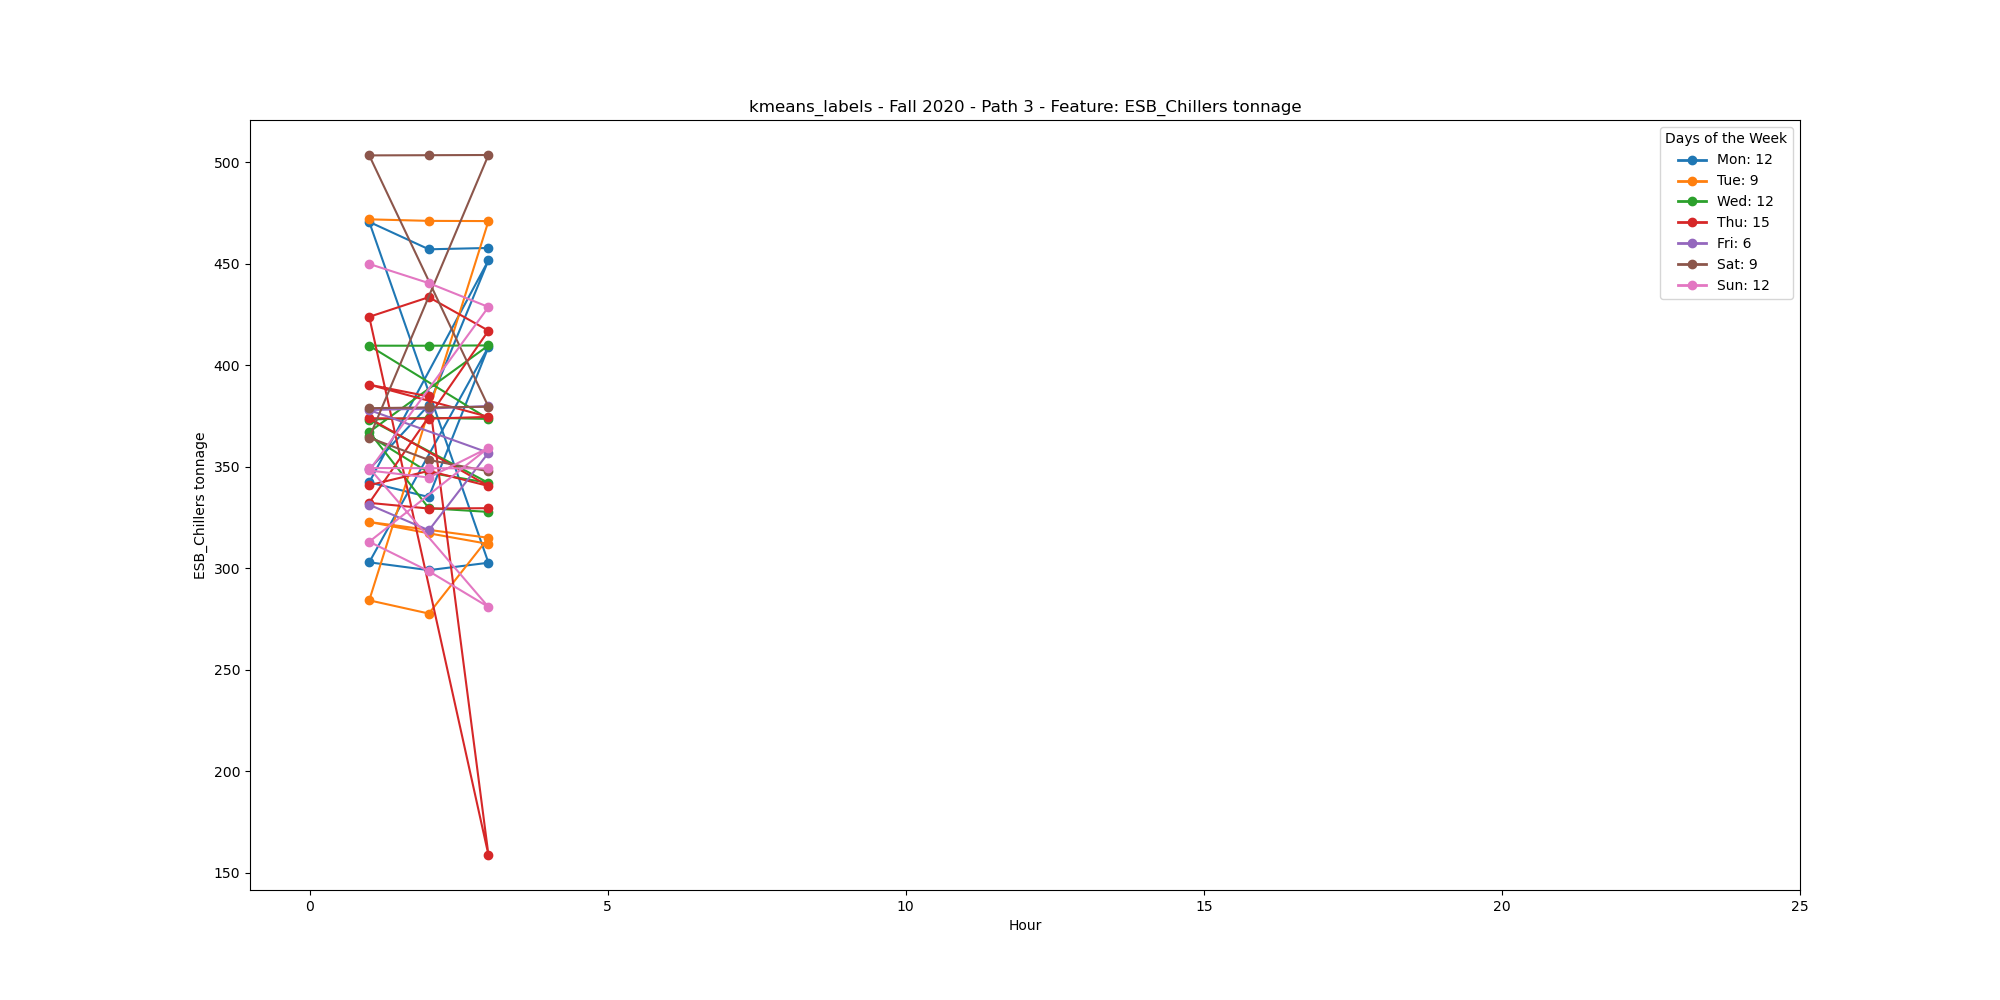 kmeans_labels - Fall 2020 - Path 3 - Feature: ESB_Chillers tonnage
Days of the Week
Mon: 12
Tue: 9
Wed: 12
Thu: 15
Fri: 6
Sat: 9
Sun: 12
ESB_Chillers tonnage
500
450
400
350
300
250
200
150
0 5 10 15 20 25
Hour